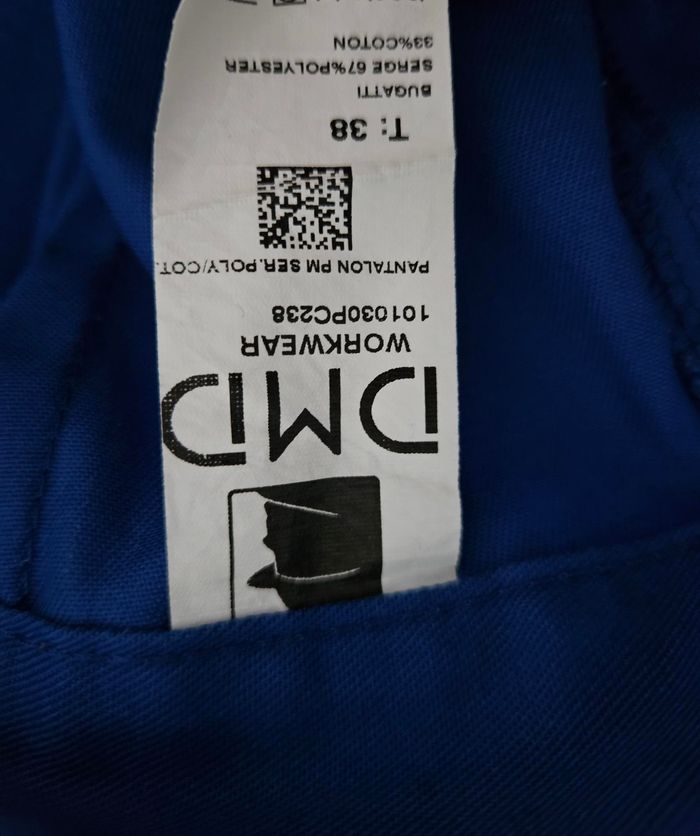 DMD
WORKWEAR
101030PC238
PANTALON PM SER.POLY/COT.
T: 38
BUGATTI
SERGE 67%POLYESTER
33%COTON